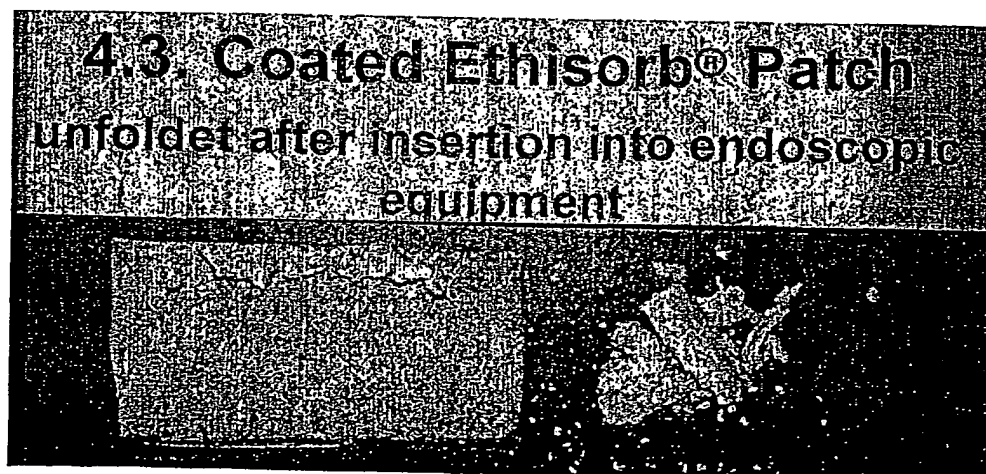 4.3. Coated Ethisorb® Patch
unfoldet after insertion into endoscopic
equipment